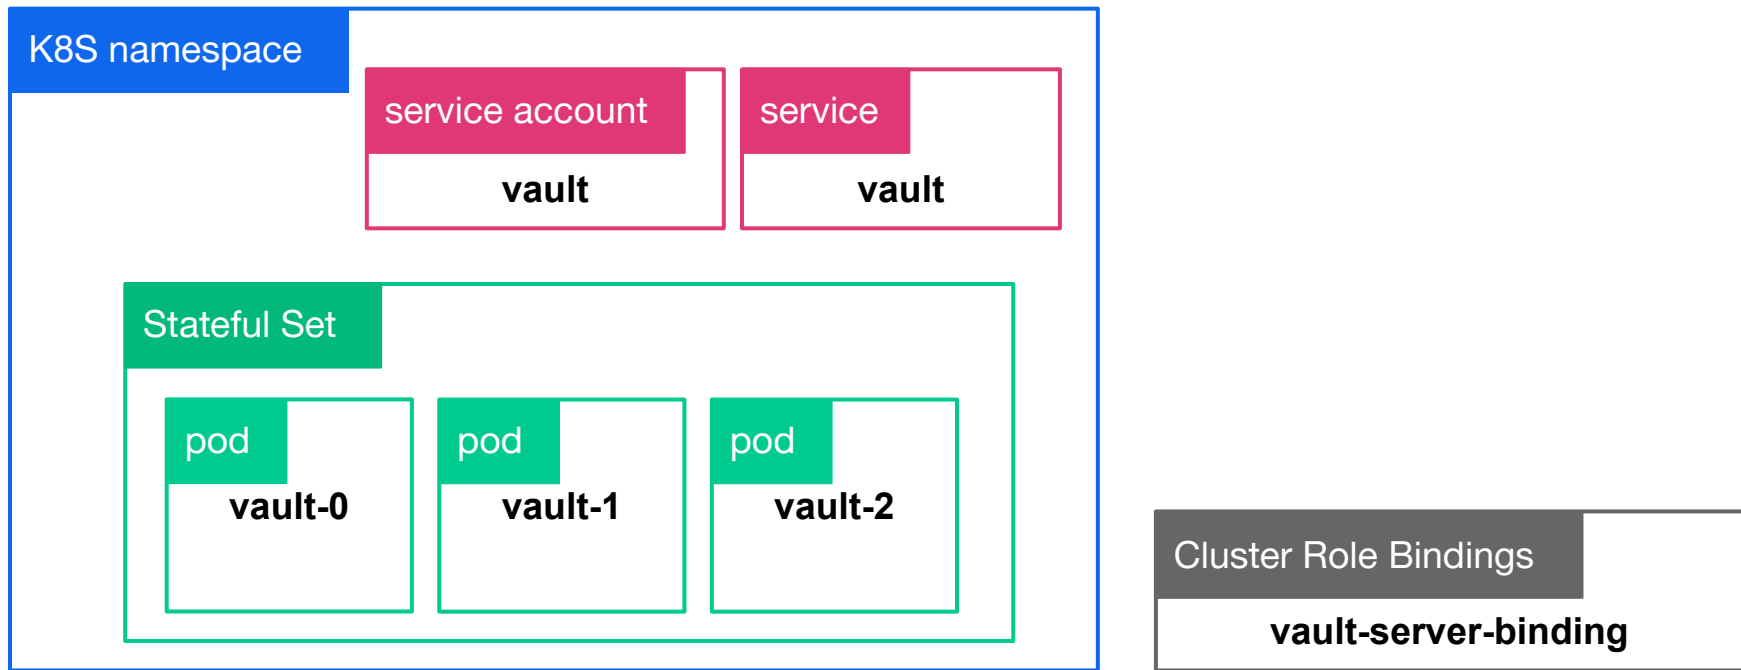 K8S namespace
service account
service
vault
vault
Stateful Set
pod
pod
pod
vault-0
vault-1
vault-2
Cluster Role Bindings
vault-server-binding